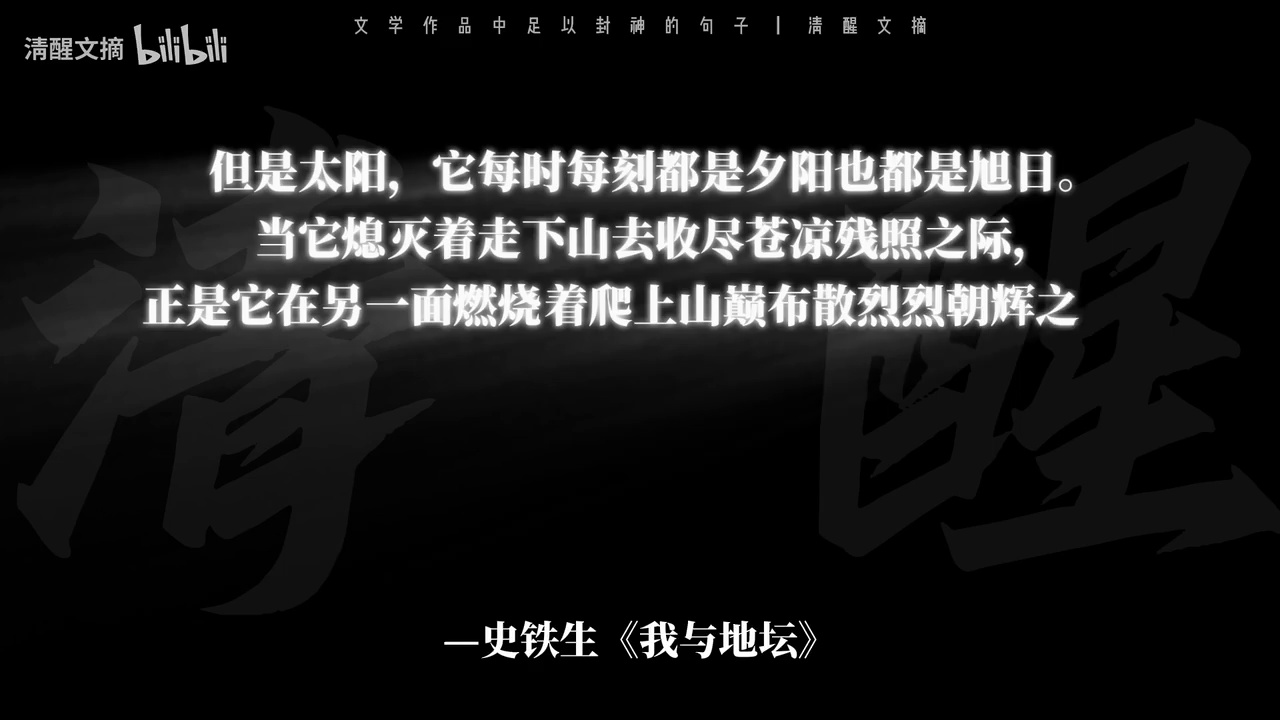 文学作品中足以封神的句子 | 清醒文摘
清醒文摘 bilibili
但是太阳，它每时每刻都是夕阳也都是旭日。
当它熄灭着走下山去收尽苍凉残照之际，
正是它在另一面燃烧着爬上山巅布散烈烈朝辉之
清醒
—史铁生《我与地坛》